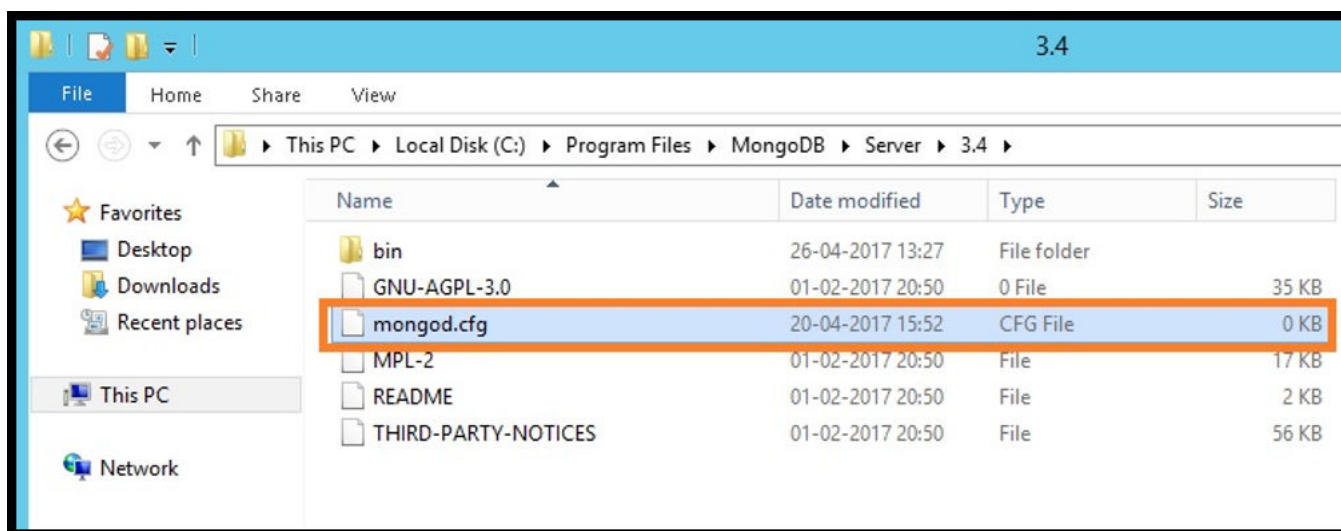 3.4
File Home Share View
This PC Local Disk (C:) Program Files MongoDB Server 3.4
Favorites
Desktop
Downloads
Recent places
This PC
Network
Name Date modified Type Size
bin 26-04-2017 13:27 File folder
GNU-AGPL-3.0 01-02-2017 20:50 0 File 35 KB
mongod.cfg 20-04-2017 15:52 CFG File 0 KB
MPL-2 01-02-2017 20:50 File 17 KB
README 01-02-2017 20:50 File 2 KB
THIRD-PARTY-NOTICES 01-02-2017 20:50 File 56 KB